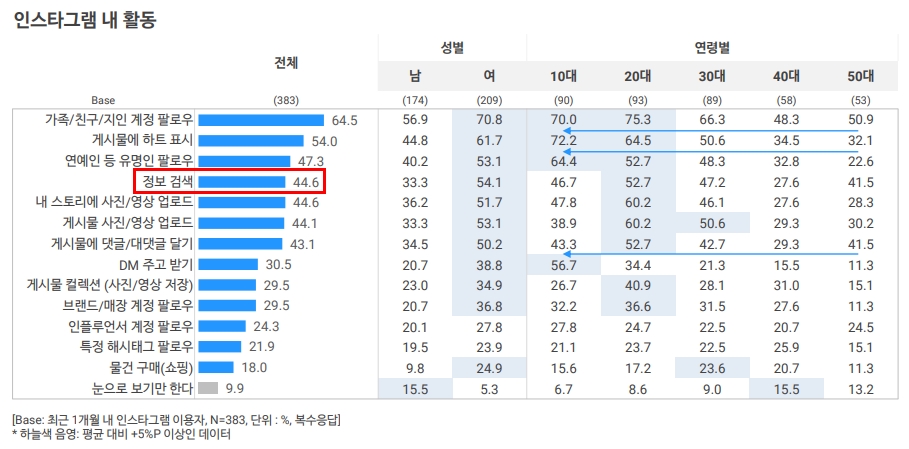 인스타그램 내 활동
전체 성별 연령별
남 여 10대 20대 30대 40대 50대
Base (383) (174) (209) (90) (93) (89) (58) (53)
가족/친구/지인 계정 팔로우 64.5 56.9 70.8 70.0 75.3 66.3 48.3 50.9
게시물에 하트 표시 54.0 44.8 61.7 72.2 64.5 50.6 34.5 32.1
연예인 등 유명인 팔로우 47.3 40.2 53.1 64.4 52.7 48.3 32.8 22.6
정보 검색 44.6 33.3 54.1 46.7 52.7 47.2 27.6 41.5
내 스토리에 사진/영상 업로드 44.6 36.2 51.7 47.8 60.2 46.1 27.6 28.3
게시물 사진/영상 업로드 44.1 33.3 53.1 38.9 60.2 50.6 29.3 30.2
게시물에 댓글/대댓글 달기 43.1 34.5 50.2 43.3 52.7 42.7 29.3 41.5
DM 주고 받기 30.5 20.7 38.8 56.7 34.4 21.3 15.5 11.3
게시물 컬렉션 (사진/영상 저장) 29.5 23.0 34.9 26.7 40.9 28.1 31.0 15.1
브랜드/매장 계정 팔로우 29.5 20.7 36.8 32.2 36.6 31.5 27.6 11.3
인플루언서 계정 팔로우 24.3 20.1 27.8 27.8 24.7 22.5 20.7 24.5
특정 해시태그 팔로우 21.9 19.5 23.9 21.1 23.7 22.5 25.9 15.1
물건 구매(쇼핑) 18.0 9.8 24.9 15.6 17.2 23.6 20.7 11.3
눈으로 보기만 한다 9.9 15.5 5.3 6.7 8.6 9.0 15.5 13.2
[Base: 최근 1개월 내 인스타그램 이용자, N=383, 단위 : %, 복수응답]
* 하늘색 음영: 평균 대비 +5%P 이상인 데이터